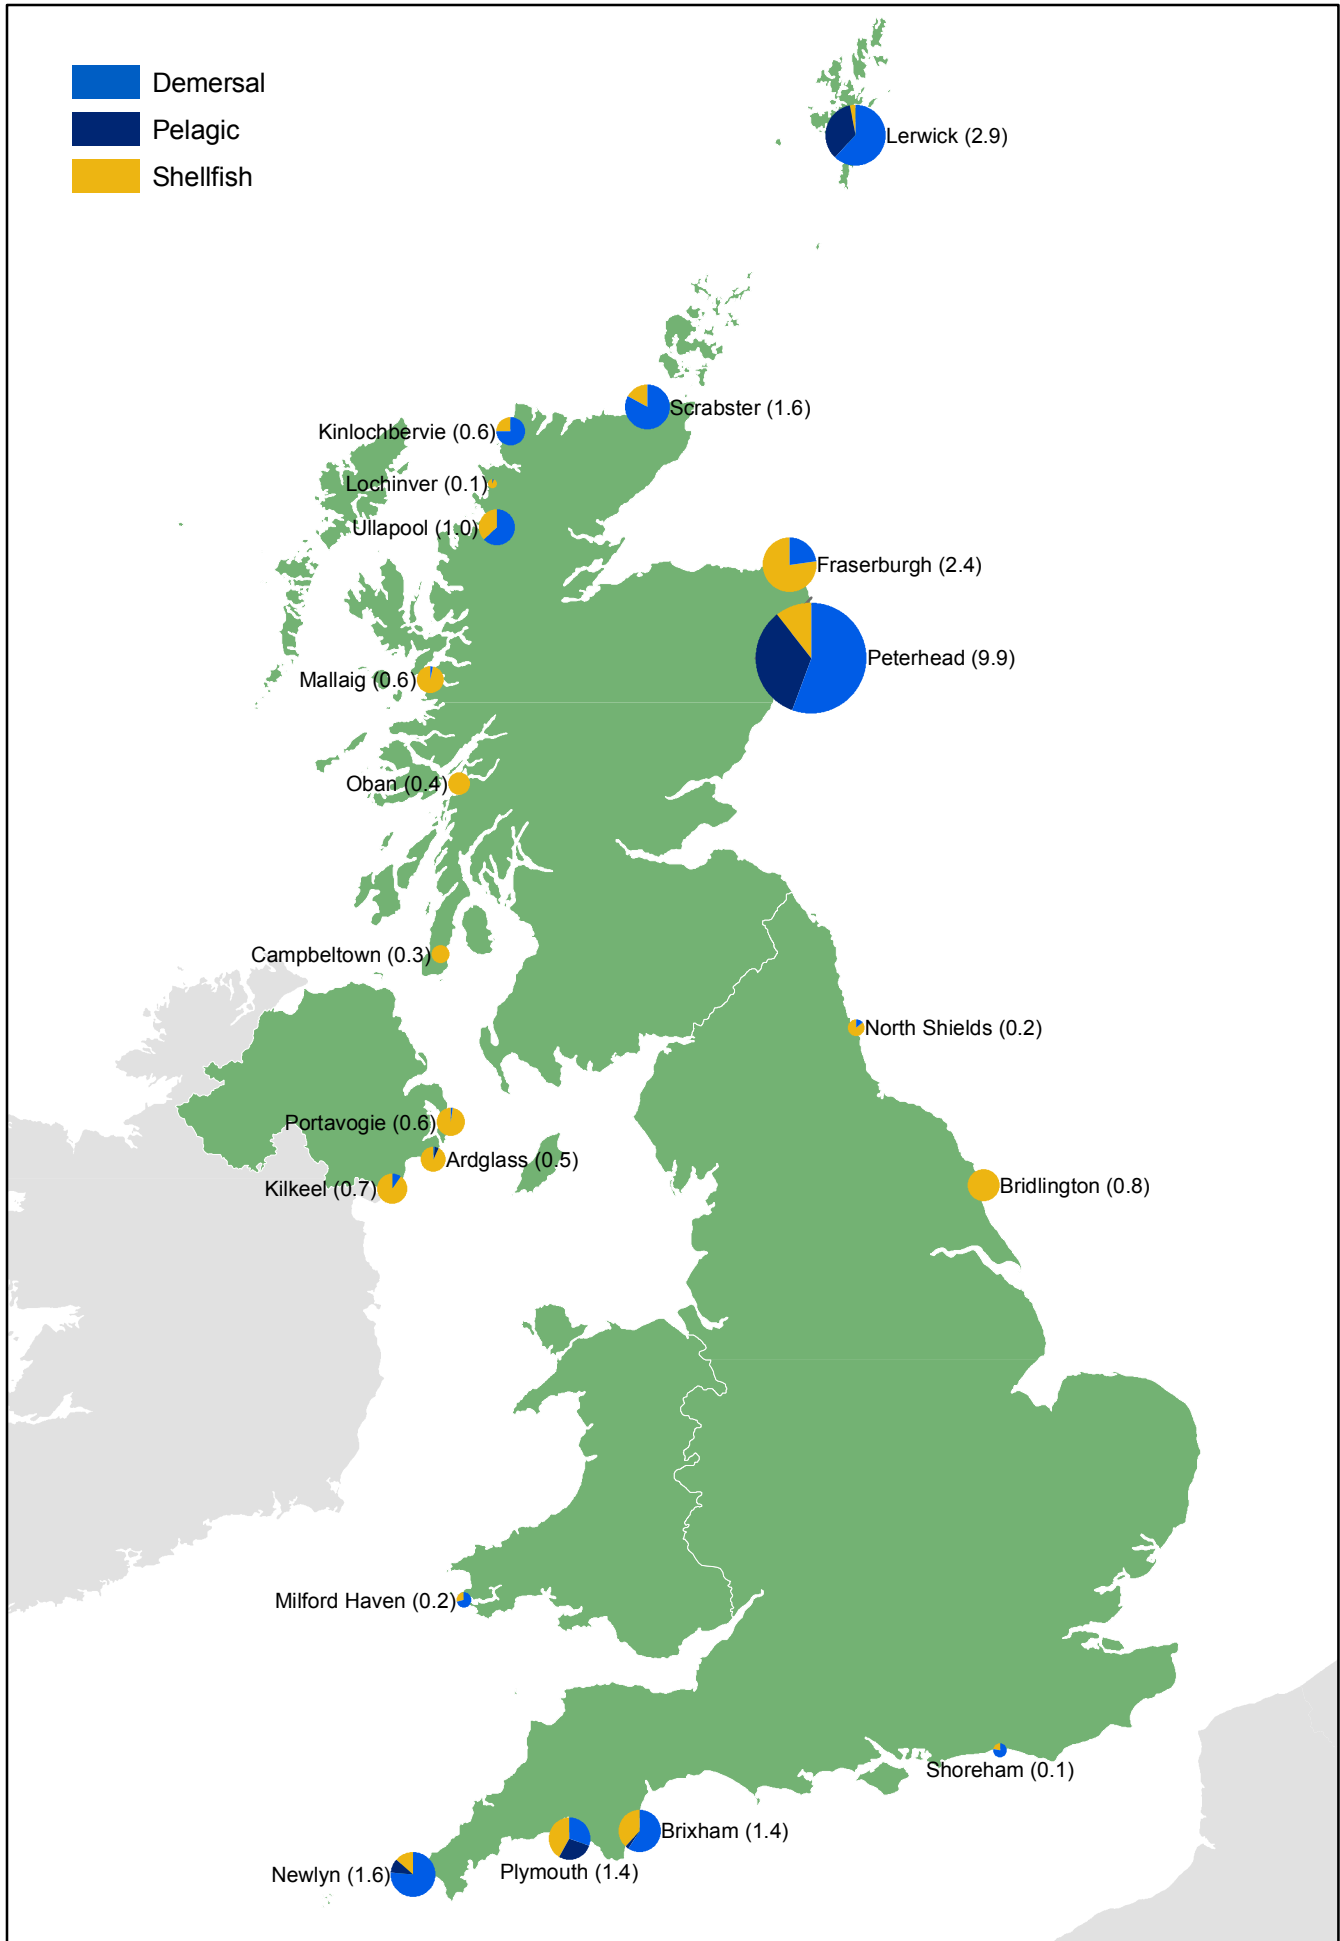 Demersal
Pelagic
Shellfish
Lerwick (2.9)
Scrabster (1.6)
Kinlochbervie (0.6)
Lochinver (0.1)
Ullapool (1.0)
Fraserburgh (2.4)
Peterhead (9.9)
Mallaig (0.6)
Oban (0.4)
Campbeltown (0.3)
North Shields (0.2)
Portavogie (0.6)
Ardglass (0.5)
Kilkeel (0.7)
Bridlington (0.8)
Milford Haven (0.2)
Shoreham (0.1)
Brixham (1.4)
Plymouth (1.4)
Newlyn (1.6)